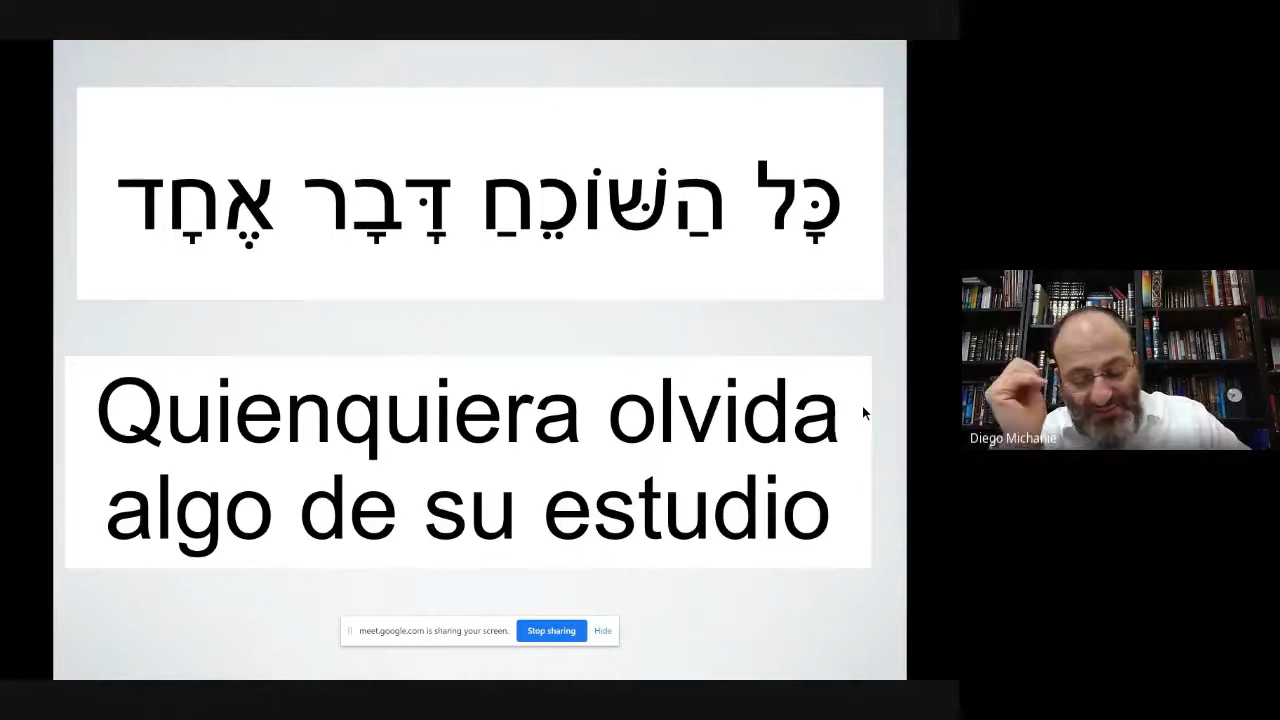 כָּל הַשּׁוֹכֵחַ דָּבָר אֶחָד
Quienquiera olvida
algo de su estudio
Diego Michanie
meet.google.com is sharing your screen. Stop sharing Hide